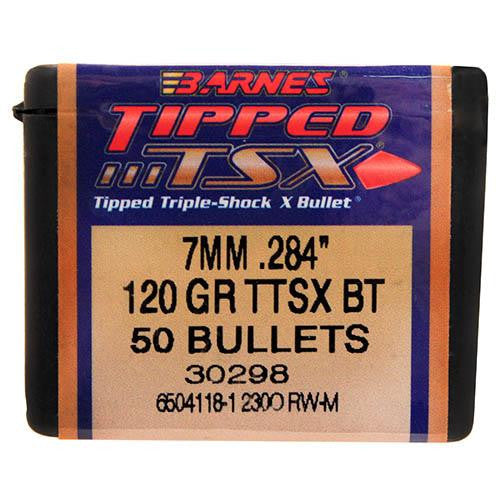 BARNES®
TIPPED
TSX®
Tipped Triple-Shock X Bullet®
7MM .284"
120 GR TTSX BT
50 BULLETS
30298
6504118-1 2300 RW-M